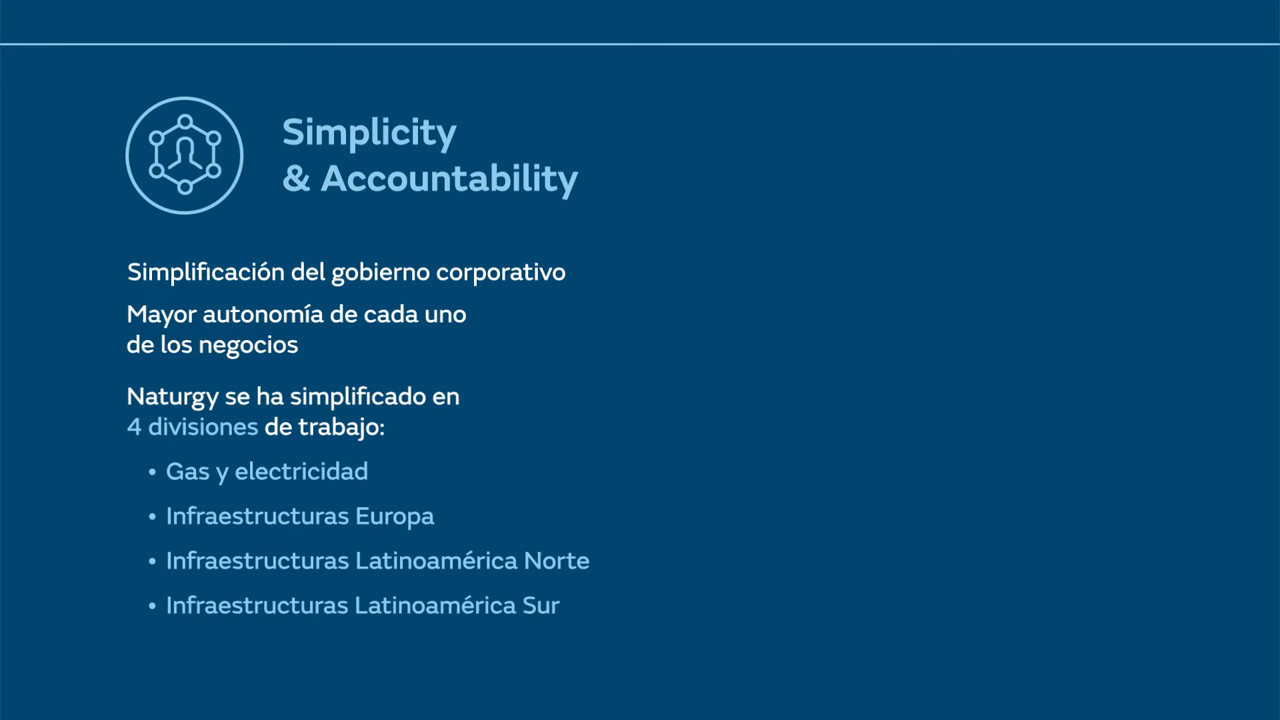 Simplicity
& Accountability
Simplificación del gobierno corporativo
Mayor autonomía de cada uno
de los negocios
Naturgy se ha simplificado en
4 divisiones de trabajo:
• Gas y electricidad
• Infraestructuras Europa
• Infraestructuras Latinoamérica Norte
• Infraestructuras Latinoamérica Sur